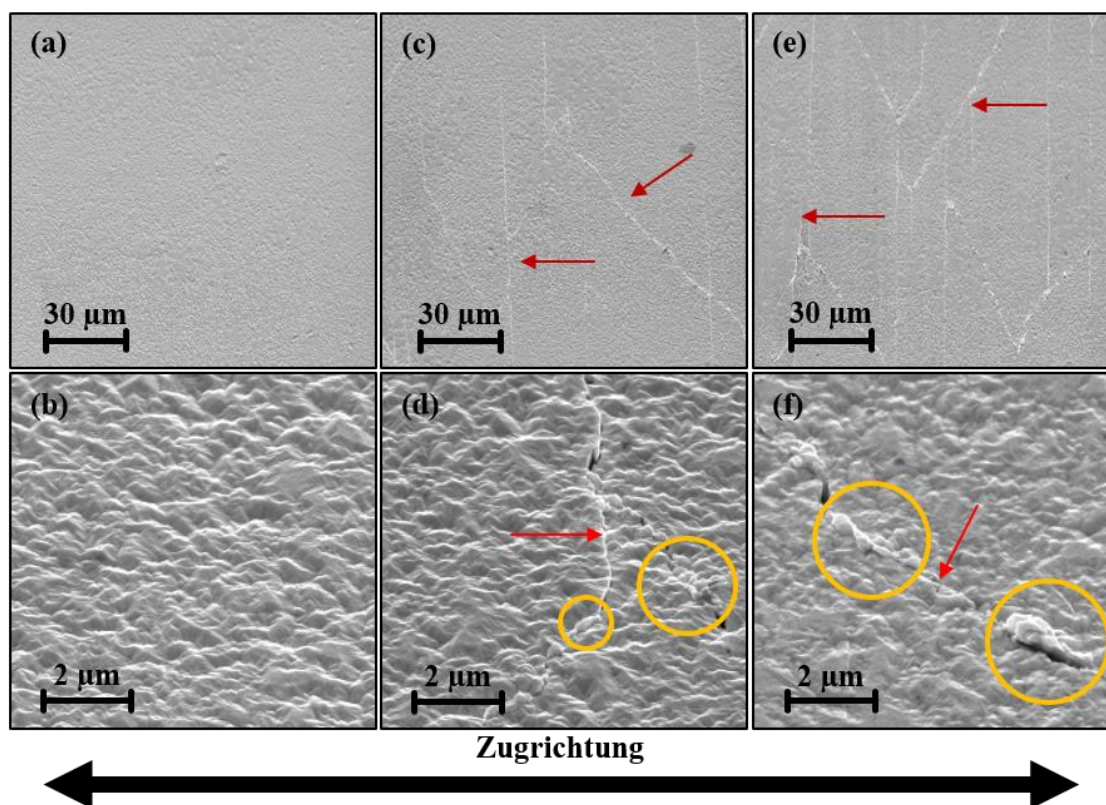 (a)
(c)
(e)
30 µm
30 µm
30 µm
(b)
(d)
(f)
2 µm
2 µm
2 µm
Zugrichtung